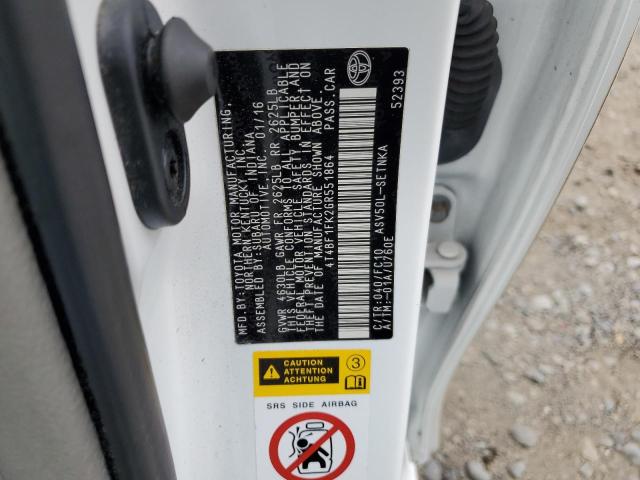 MFD. BY: TOYOTA MOTOR MANUFACTURING,
NORTHERN KENTUCKY, INC.
ASSEMBLED BY: SUBARU OF INDIANA
AUTOMOTIVE, INC. 01/16
GVWR 4630LB GAWR FR 2625LB RR 2625LB
THIS VEHICLE CONFORMS TO ALL APPLICABLE
FEDERAL MOTOR VEHICLE SAFETY, BUMPER AND
THEFT PREVENTION STANDARDS IN EFFECT ON
THE DATE OF MANUFACTURE SHOWN ABOVE.
4T4BF1FK2GR551864 PASS. CAR
C/TR: 040/FC10 ASV50L-SETNKA
A/TM: -01A/U760E
52393
CAUTION
ATTENTION
ACHTUNG
3
SRS SIDE AIRBAG